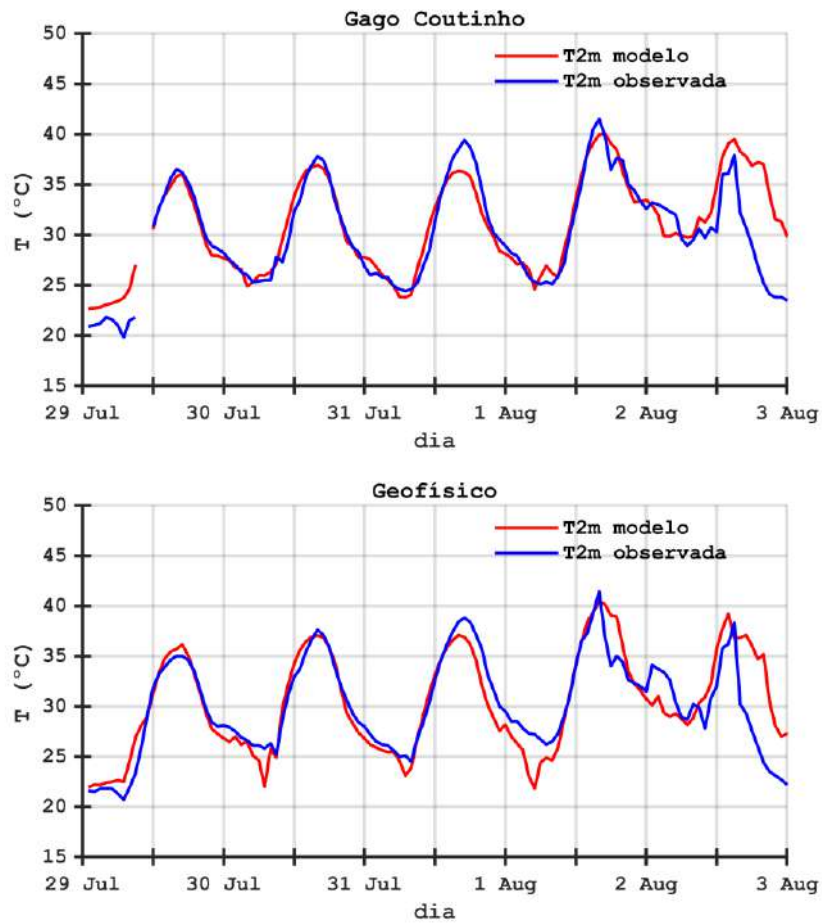 Gago Coutinho
T2m modelo
T2m observada
50
45
40
35
30
25
20
15
T (°C)
29 Jul 30 Jul 31 Jul 1 Aug 2 Aug 3 Aug
dia
Geofísico
T2m modelo
T2m observada
50
45
40
35
30
25
20
15
T (°C)
29 Jul 30 Jul 31 Jul 1 Aug 2 Aug 3 Aug
dia